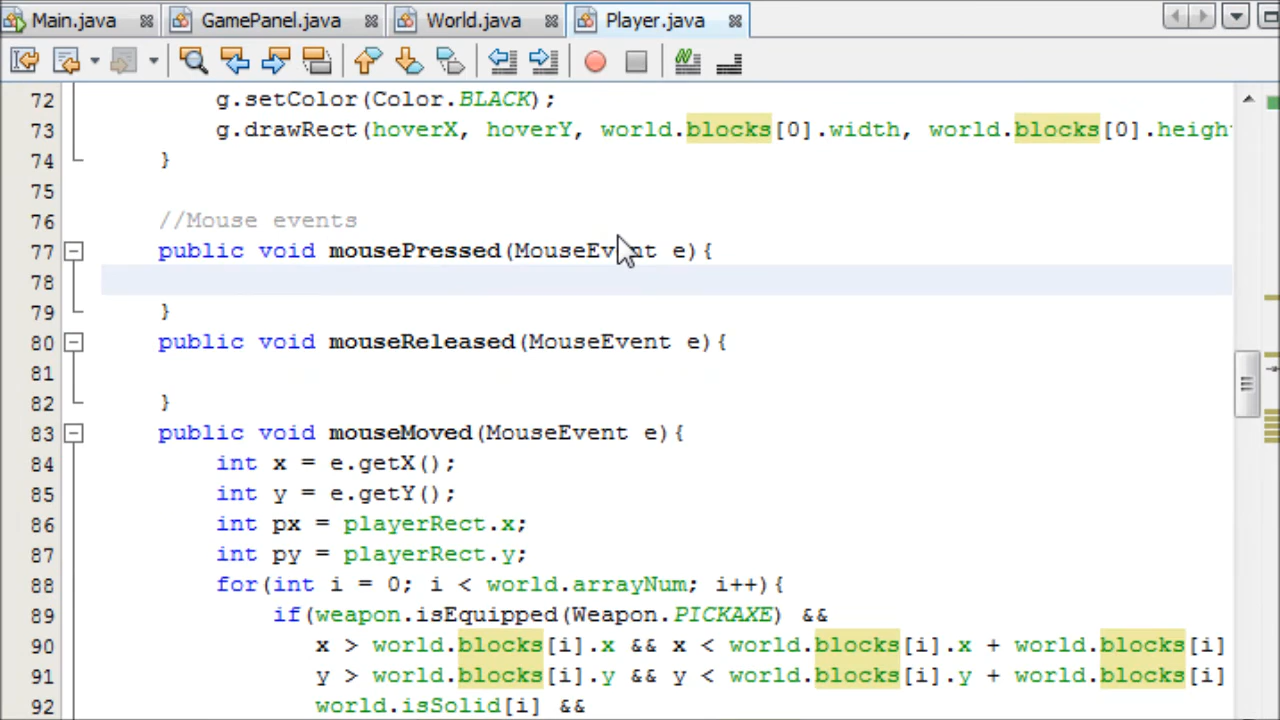 Main.java GamePanel.java World.java Player.java
72 g.setColor(Color.BLACK);
73 g.drawRect(hoverX, hoverY, world.blocks[0].width, world.blocks[0].heigh
74 }
75
76 //Mouse events
77 public void mousePressed(MouseEvent e){
78
79 }
80 public void mouseReleased(MouseEvent e){
81
82 }
83 public void mouseMoved(MouseEvent e){
84 int x = e.getX();
85 int y = e.getY();
86 int px = playerRect.x;
87 int py = playerRect.y;
88 for(int i = 0; i < world.arrayNum; i++){
89 if(weapon.isEquipped(Weapon.PICKAXE) &&
90 x > world.blocks[i].x && x < world.blocks[i].x + world.blocks[i]
91 y > world.blocks[i].y && y < world.blocks[i].y + world.blocks[i]
92 world.isSolid[i] &&